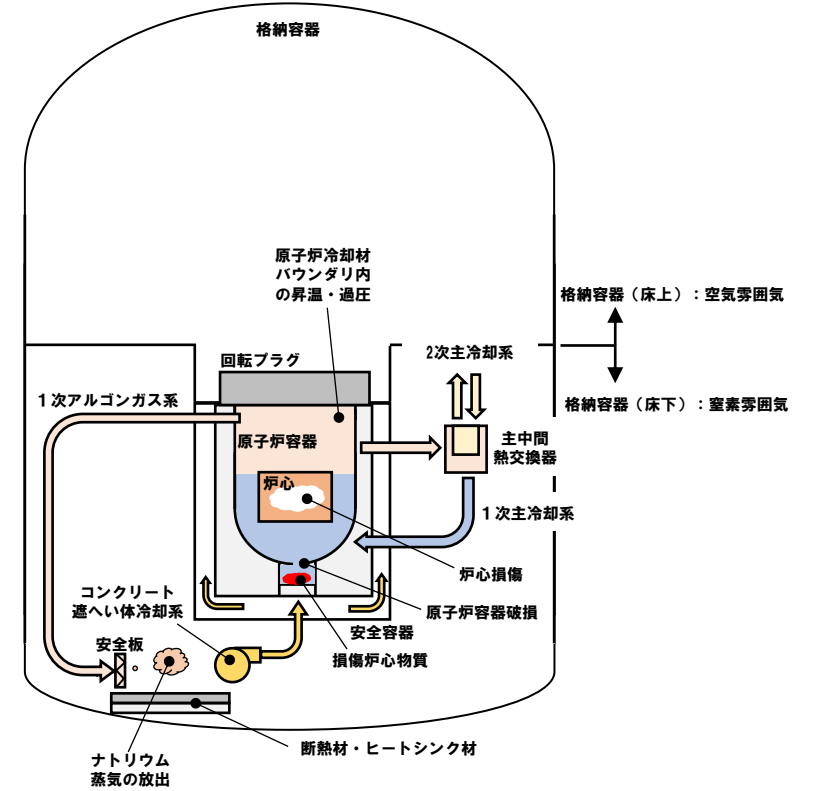 格納容器
原子炉冷却材
バウンダリ内
の昇温・過圧
格納容器（床上）：空気雰囲気
2次主冷却系
回転プラグ
１次アルゴンガス系
格納容器（床下）：窒素雰囲気
原子炉容器
主中間
熱交換器
炉心
１次主冷却系
炉心損傷
コンクリート
遮へい体冷却系
原子炉容器破損
安全容器
安全板
損傷炉心物質
断熱材・ヒートシンク材
ナトリウム
蒸気の放出